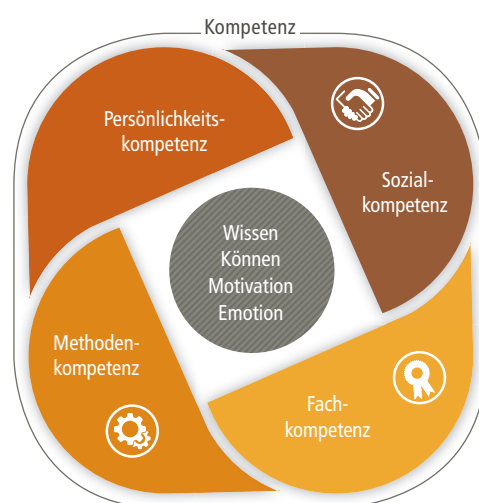 Kompetenz
Persönlichkeits-
kompetenz
Sozial-
kompetenz
Wissen
Können
Motivation
Emotion
Methoden-
kompetenz
Fach-
kompetenz